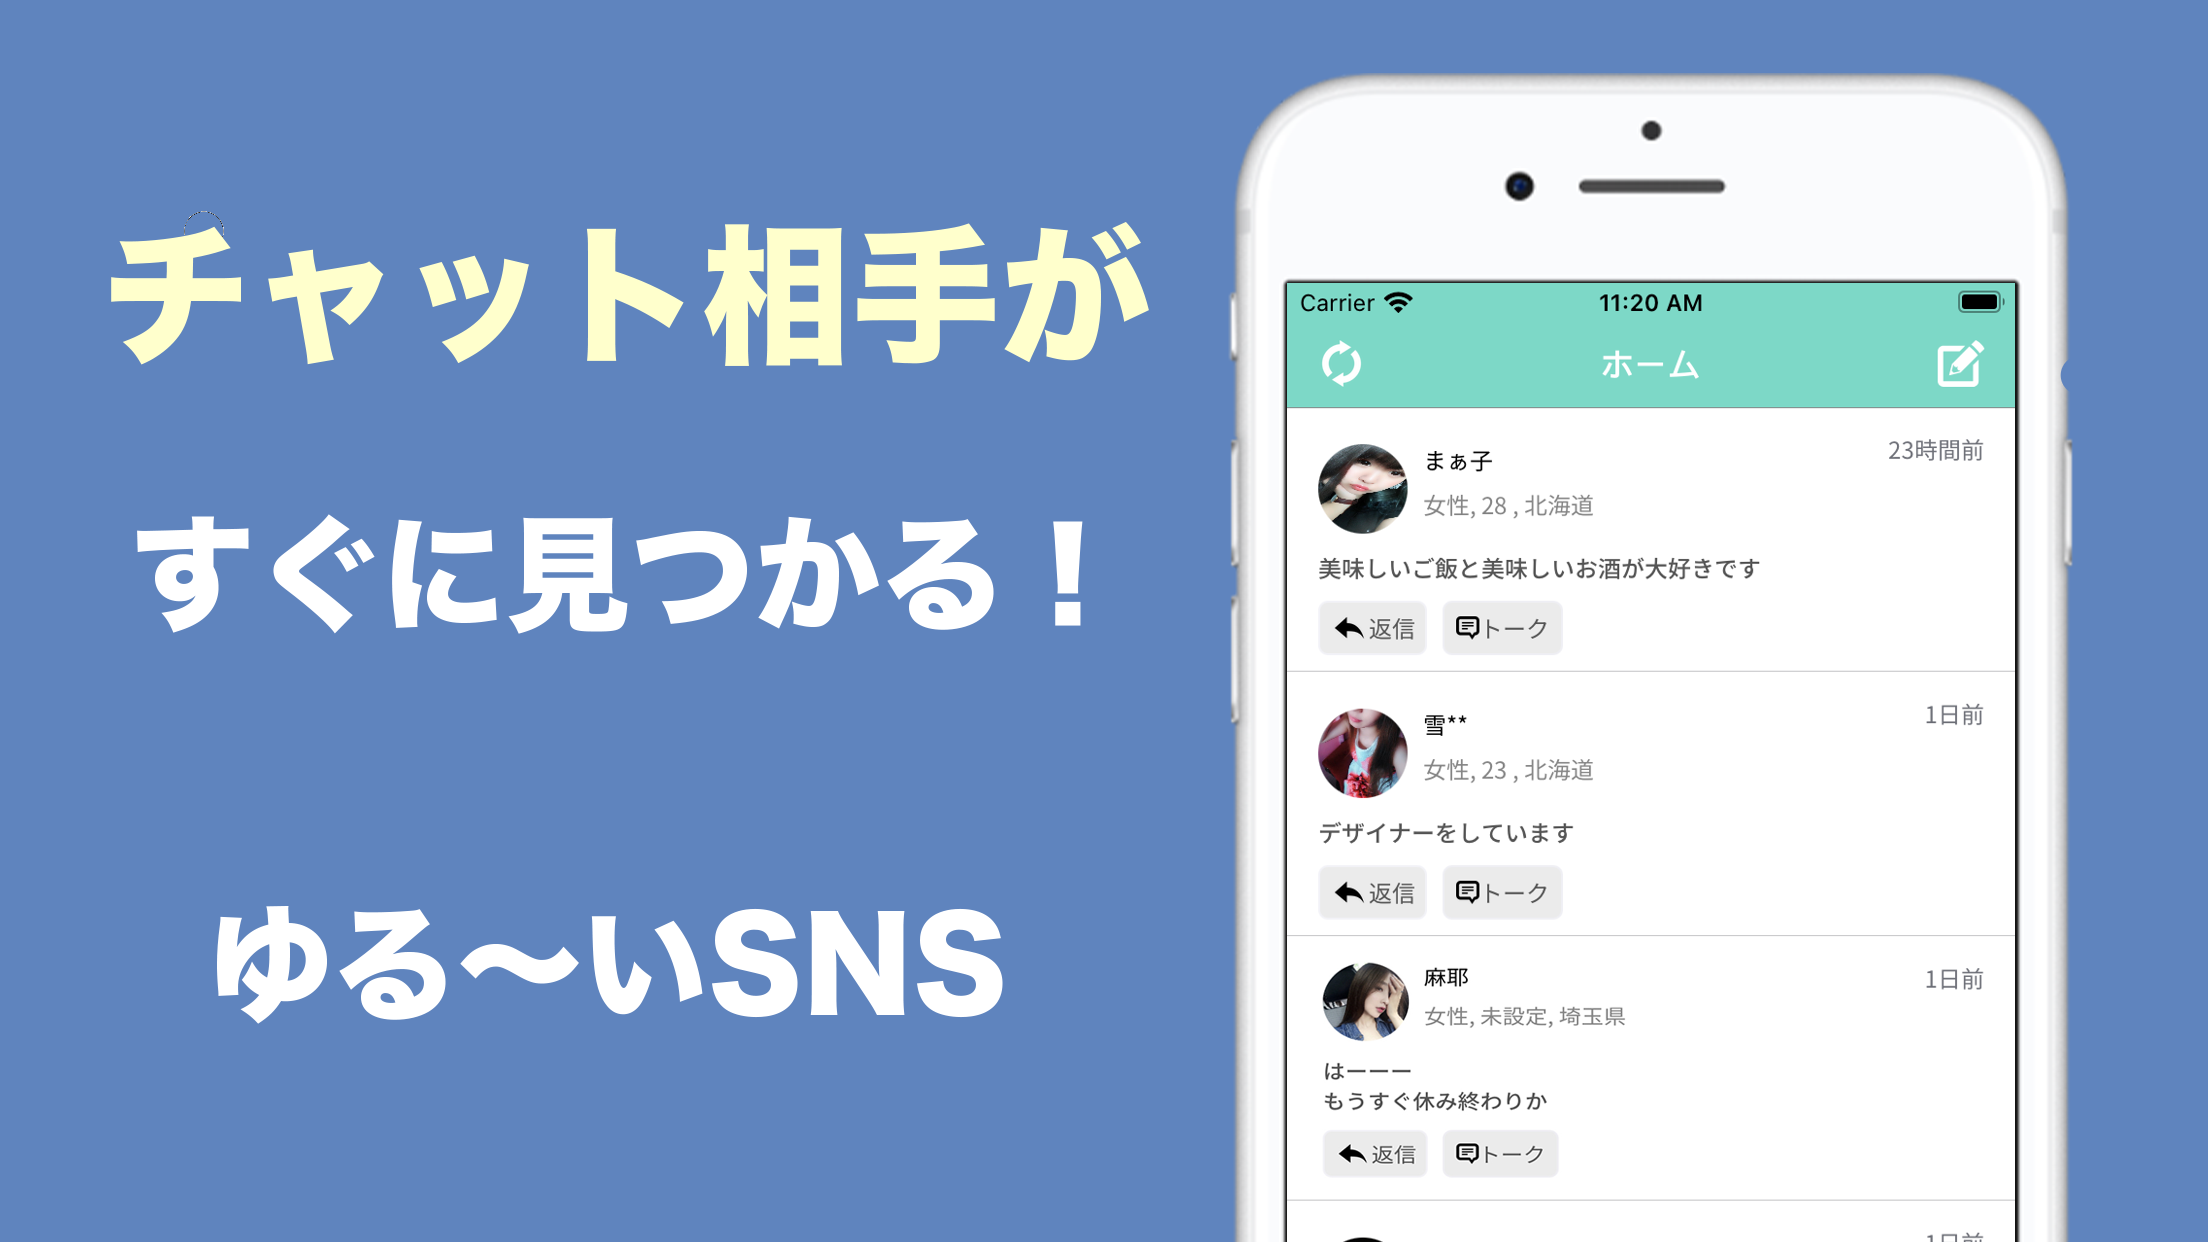 チャット相手が
すぐに見つかる！
ゆる〜いSNS
Carrier 11:20 AM
ホーム
まぁ子 23時間前
女性, 28 , 北海道
美味しいご飯と美味しいお酒が大好きです
返信 トーク
雪** 1日前
女性, 23 , 北海道
デザイナーをしています
返信 トーク
麻耶 1日前
女性, 未設定, 埼玉県
はーーー
もうすぐ休み終わりか
返信 トーク
1日前